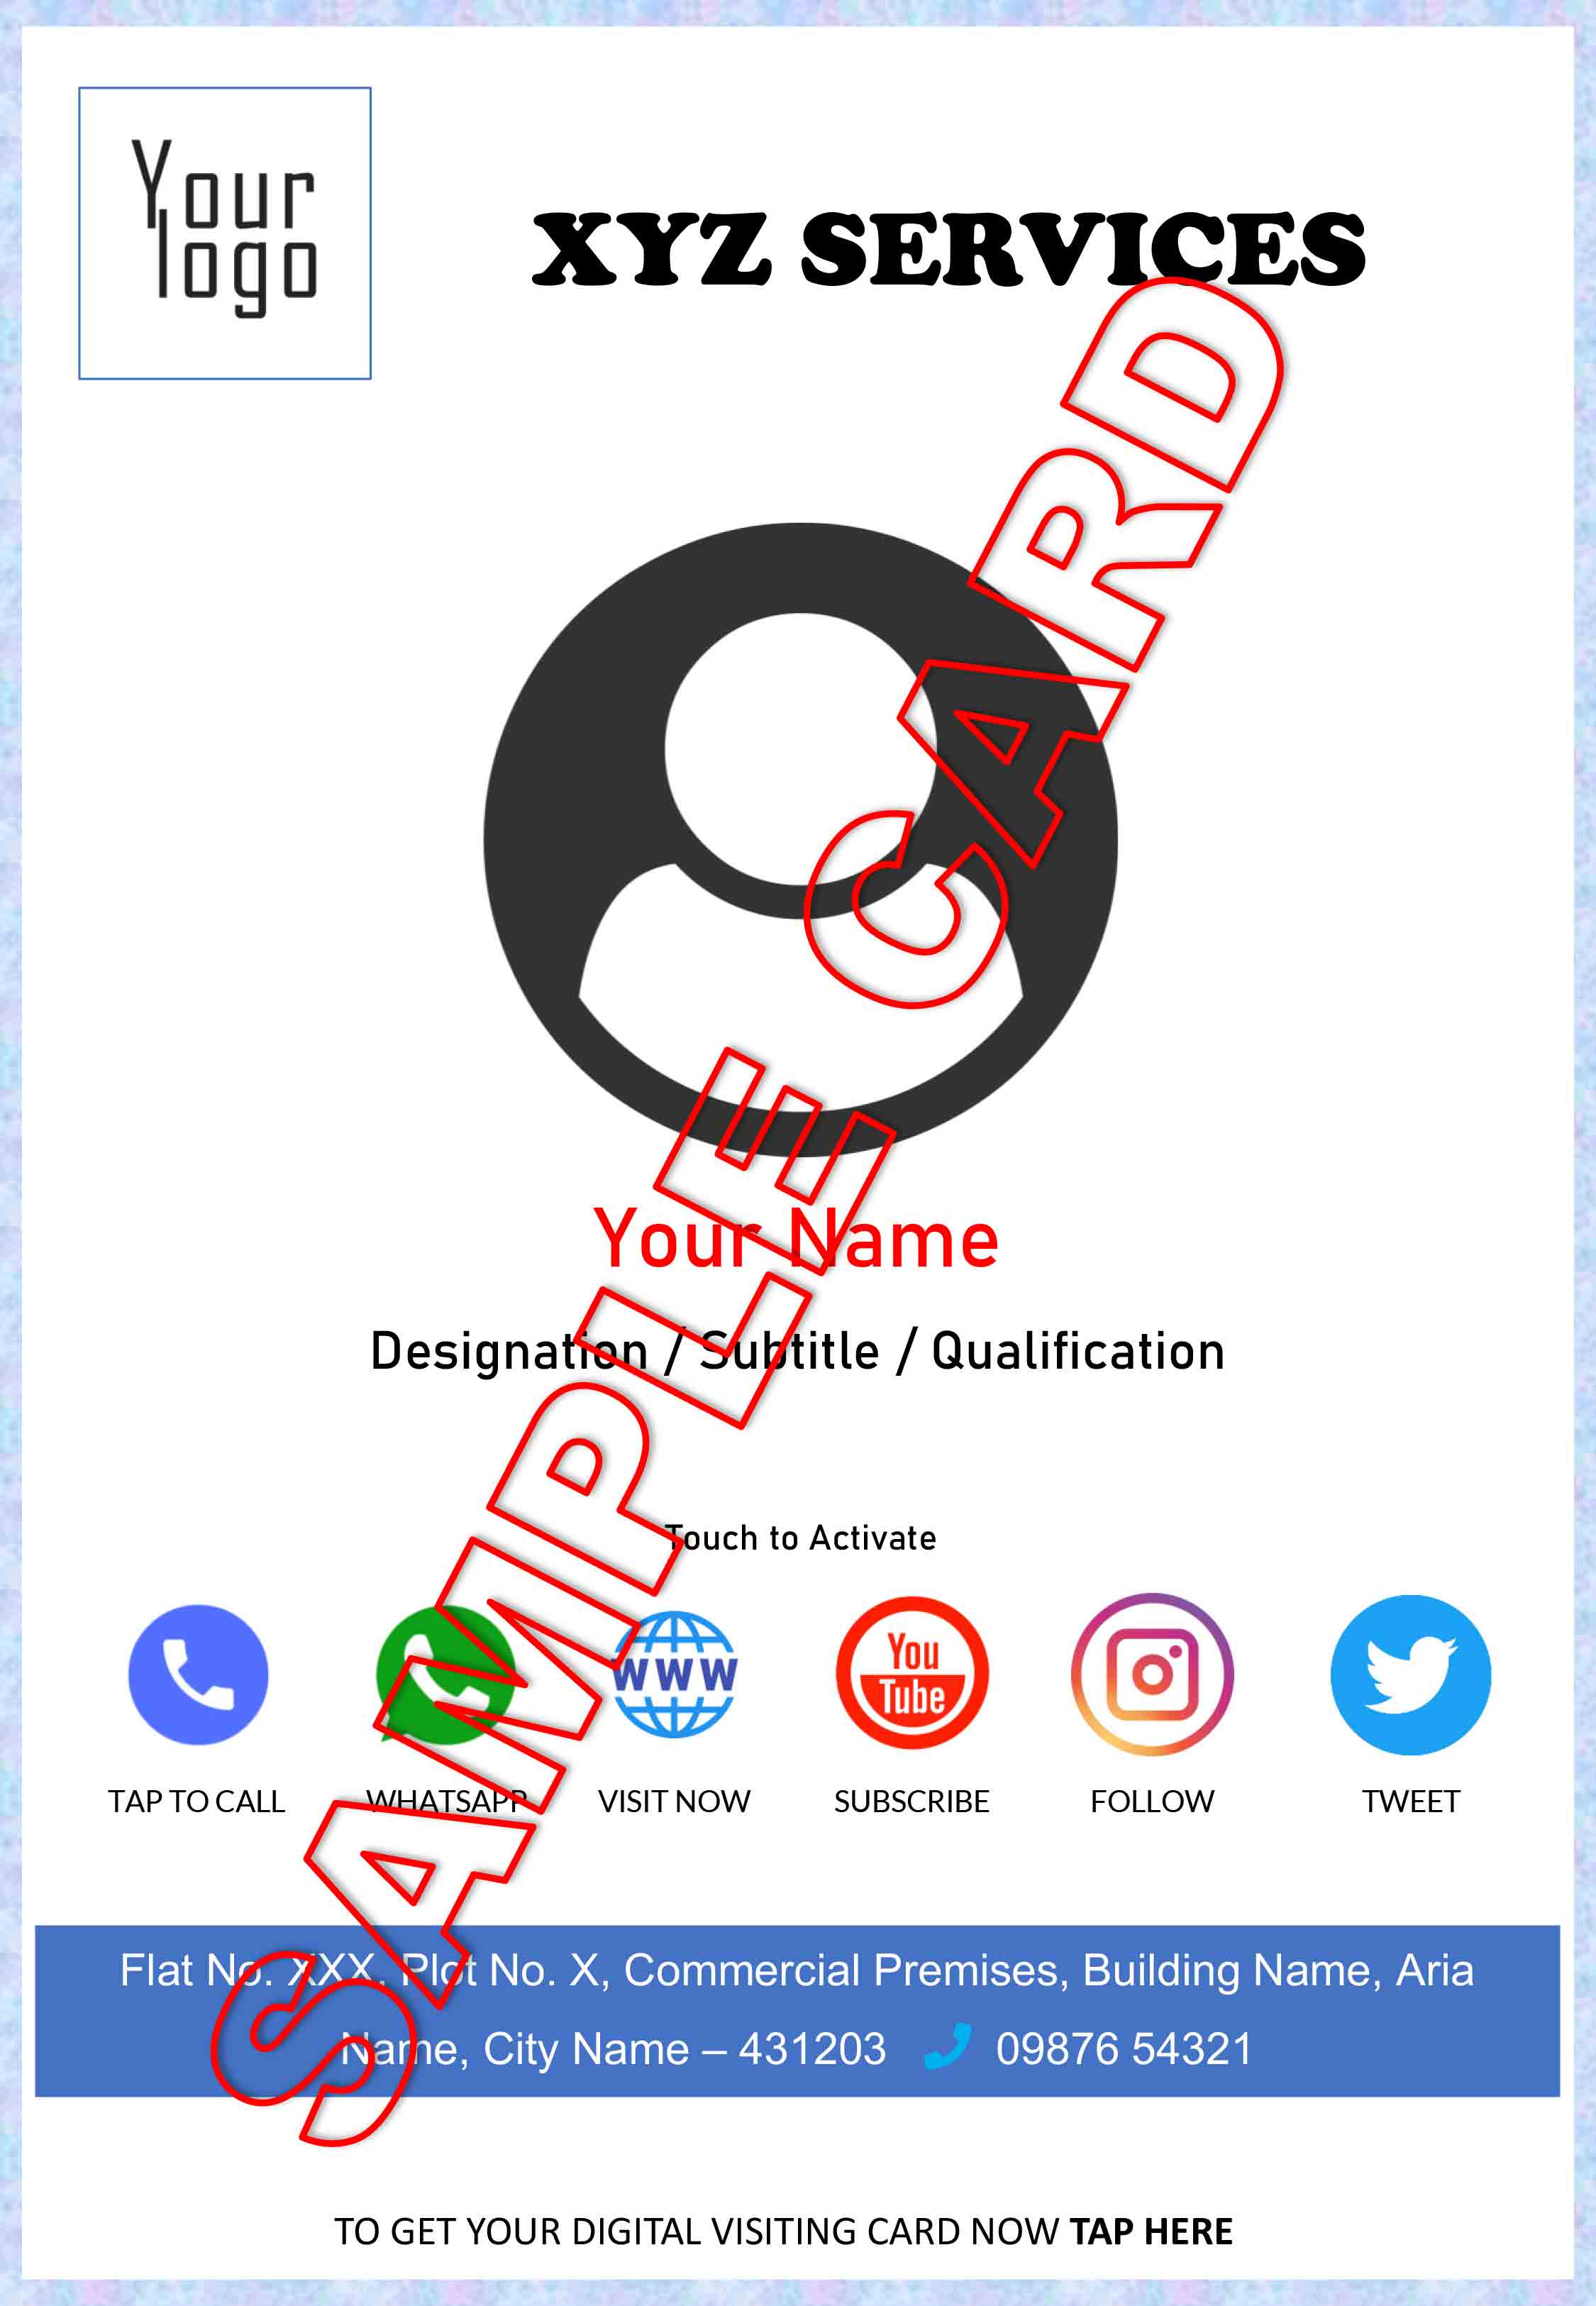 Your
logo
XYZ SERVICES
SAMPLE CARD
Your Name
Designation / Subtitle / Qualification
Touch to Activate
WWW
You
Tube
TAP TO CALL
WHATSAPP
VISIT NOW
SUBSCRIBE
FOLLOW
TWEET
Flat No. XXX, Plot No. X, Commercial Premises, Building Name, Aria
Name, City Name – 431203 09876 54321
TO GET YOUR DIGITAL VISITING CARD NOW TAP HERE